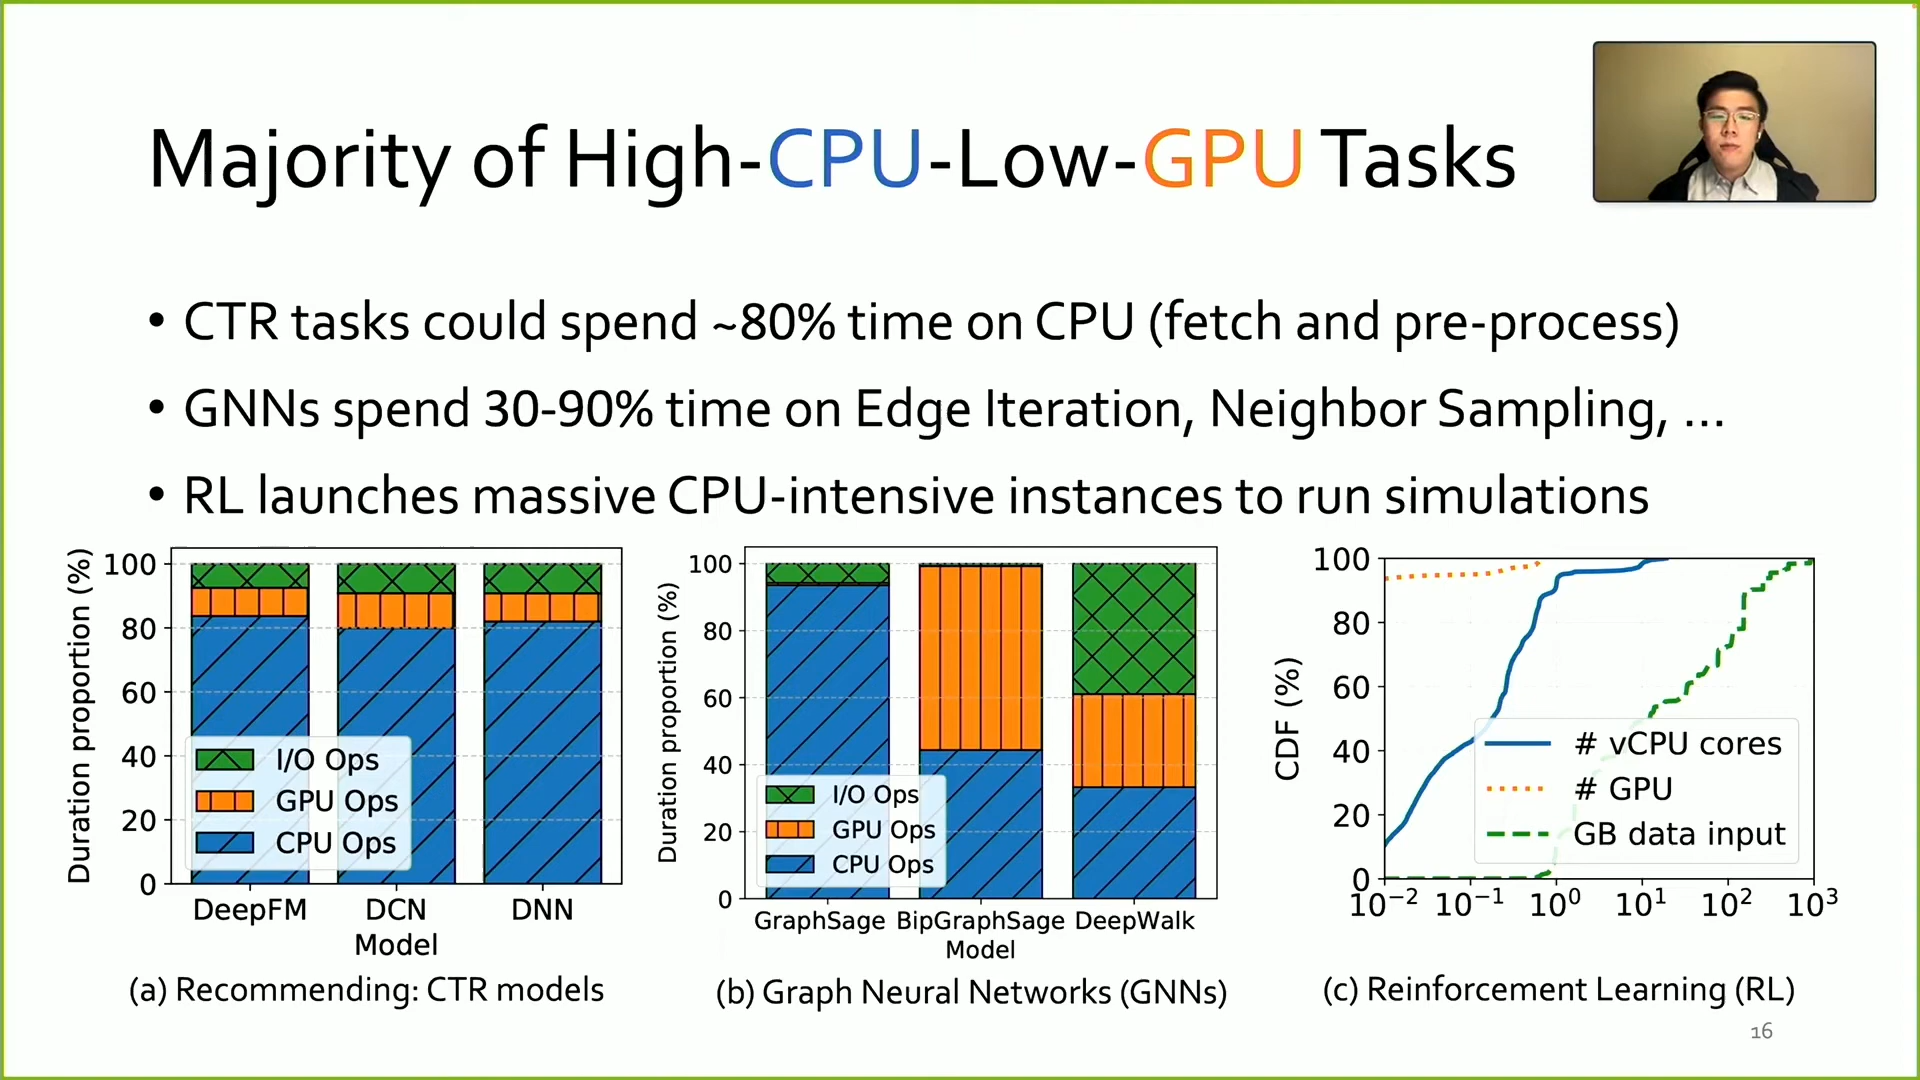 Majority of High-CPU-Low-GPU Tasks
• CTR tasks could spend ~80% time on CPU (fetch and pre-process)
• GNNs spend 30-90% time on Edge Iteration, Neighbor Sampling, ...
• RL launches massive CPU-intensive instances to run simulations
Duration proportion (%)
100
80
60
40
20
0
I/O Ops
GPU Ops
CPU Ops
DeepFM
DCN
DNN
Model
(a) Recommending: CTR models
Duration proportion (%)
100
80
60
40
20
0
I/O Ops
GPU Ops
CPU Ops
GraphSage
BipGraphSage
DeepWalk
Model
(b) Graph Neural Networks (GNNs)
CDF (%)
100
80
60
40
20
0
# vCPU cores
# GPU
GB data input
10⁻²
10⁻¹
10⁰
10¹
10²
10³
(c) Reinforcement Learning (RL)
16